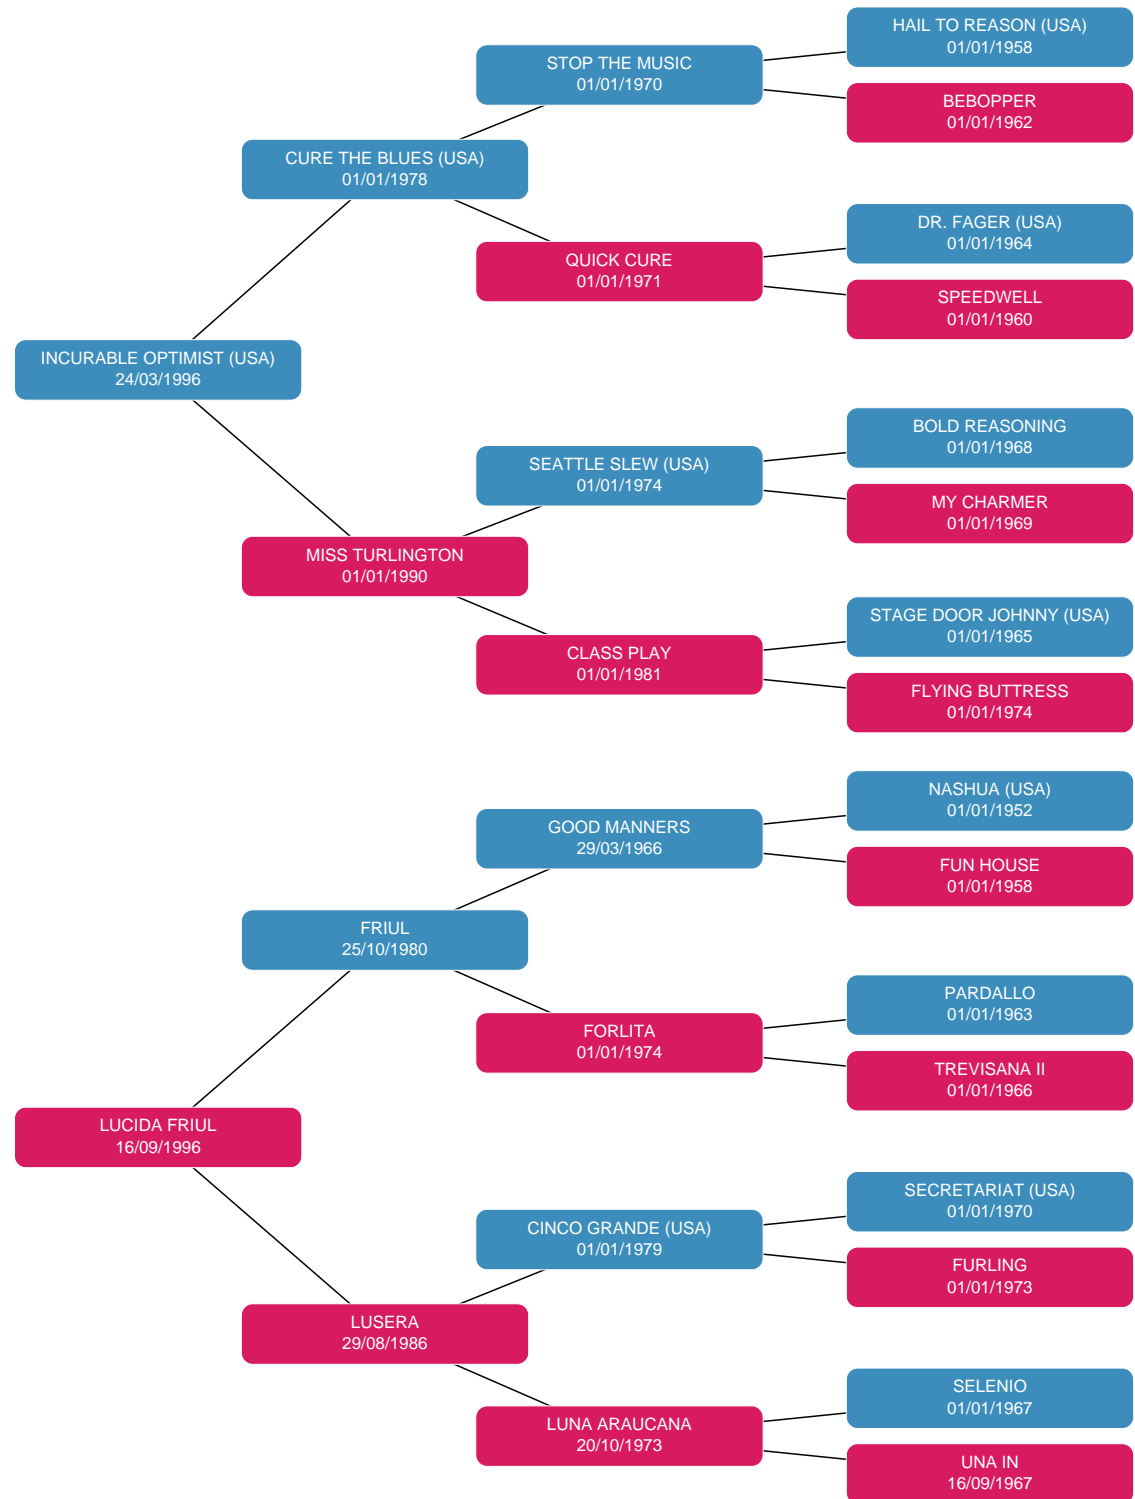 HAIL TO REASON (USA)
01/01/1958
STOP THE MUSIC
01/01/1970
BEBOPPER
01/01/1962
CURE THE BLUES (USA)
01/01/1978
DR. FAGER (USA)
01/01/1964
QUICK CURE
01/01/1971
SPEEDWELL
01/01/1960
INCURABLE OPTIMIST (USA)
24/03/1996
BOLD REASONING
01/01/1968
SEATTLE SLEW (USA)
01/01/1974
MY CHARMER
01/01/1969
MISS TURLINGTON
01/01/1990
STAGE DOOR JOHNNY (USA)
01/01/1965
CLASS PLAY
01/01/1981
FLYING BUTTRESS
01/01/1974
NASHUA (USA)
01/01/1952
GOOD MANNERS
29/03/1966
FUN HOUSE
01/01/1958
FRIUL
25/10/1980
PARDALLO
01/01/1963
FORLITA
01/01/1974
TREVISANA II
01/01/1966
LUCIDA FRIUL
16/09/1996
SECRETARIAT (USA)
01/01/1970
CINCO GRANDE (USA)
01/01/1979
FURLING
01/01/1973
LUSERA
29/08/1986
SELENIO
01/01/1967
LUNA ARAUCANA
20/10/1973
UNA IN
16/09/1967